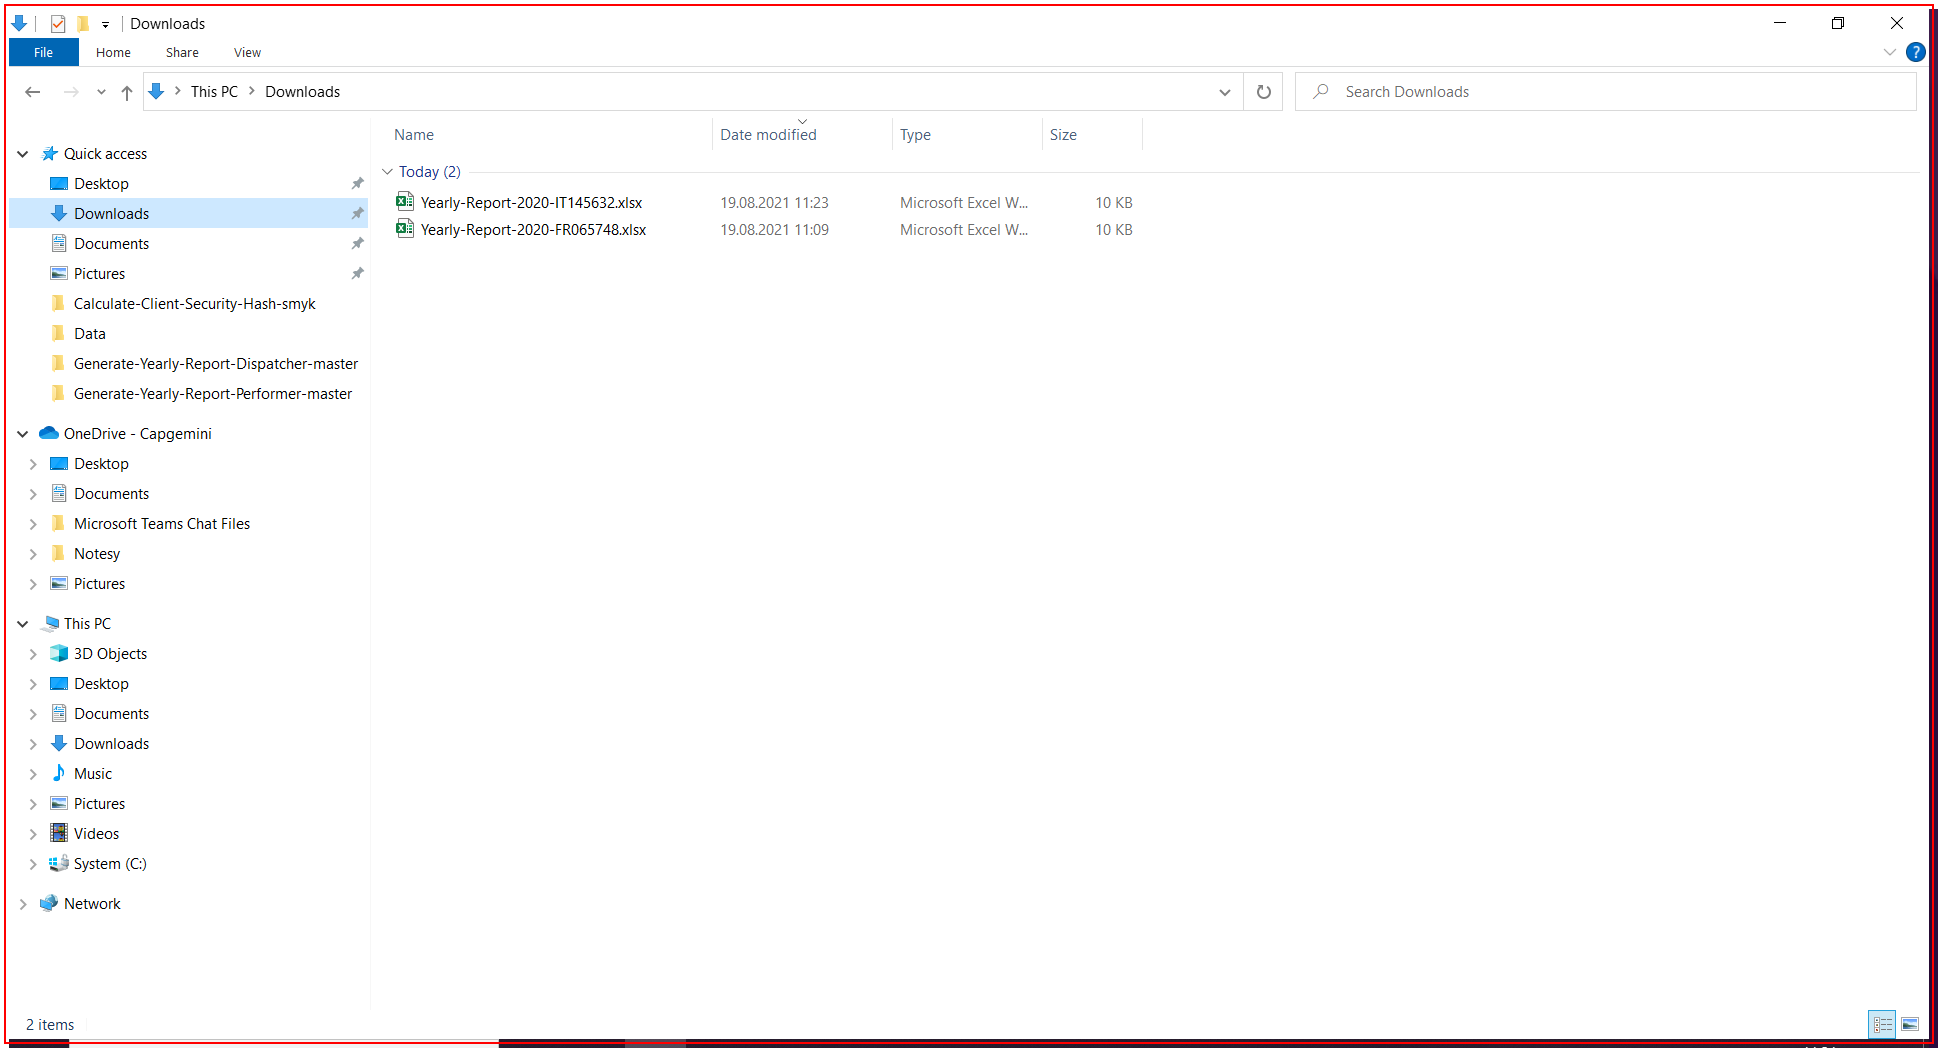 Downloads
File Home Share View
This PC Downloads
Search Downloads
Name Date modified Type Size
Today (2)
Yearly-Report-2020-IT145632.xlsx 19.08.2021 11:23 Microsoft Excel W... 10 KB
Yearly-Report-2020-FR065748.xlsx 19.08.2021 11:09 Microsoft Excel W... 10 KB
Quick access
Desktop
Downloads
Documents
Pictures
Calculate-Client-Security-Hash-smyk
Data
Generate-Yearly-Report-Dispatcher-master
Generate-Yearly-Report-Performer-master
OneDrive - Capgemini
Desktop
Documents
Microsoft Teams Chat Files
Notesy
Pictures
This PC
3D Objects
Desktop
Documents
Downloads
Music
Pictures
Videos
System (C:)
Network
2 items